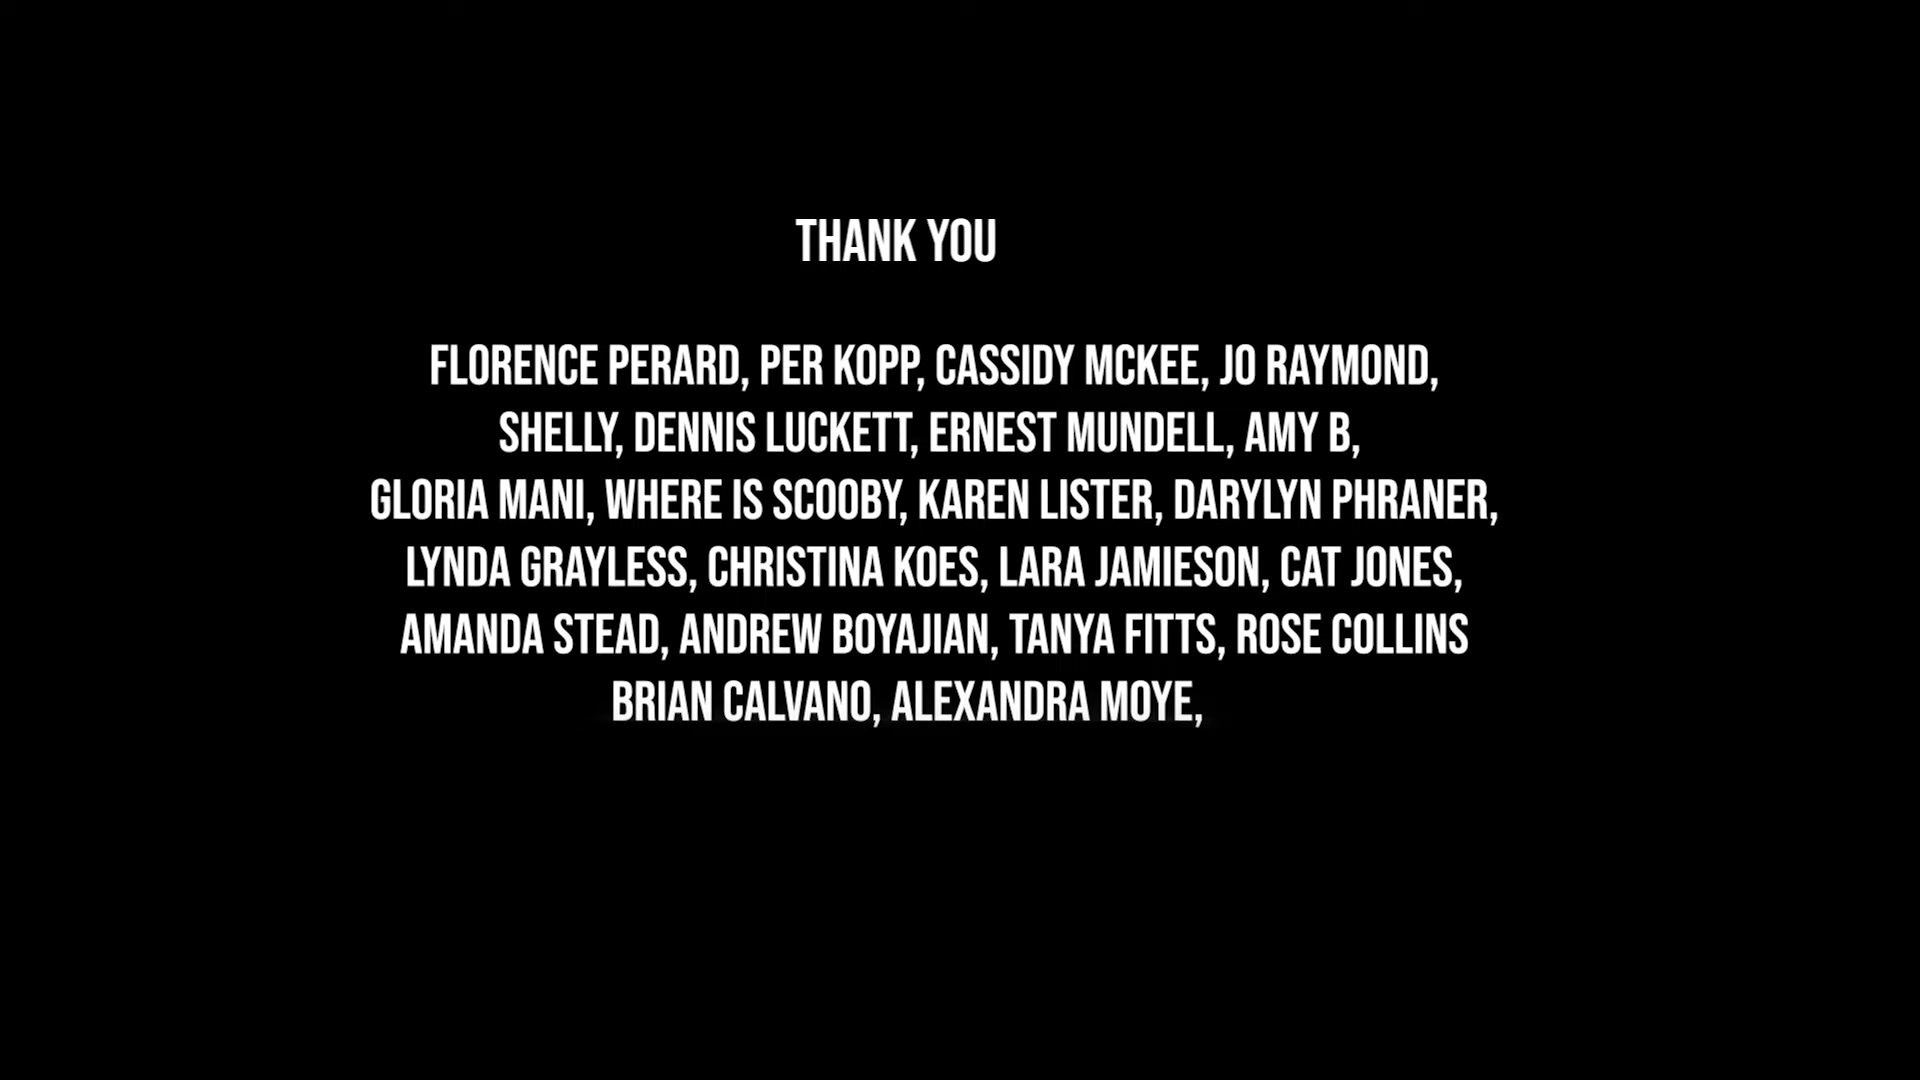 THANK YOU
FLORENCE PERARD, PER KOPP, CASSIDY MCKEE, JO RAYMOND,
SHELLY, DENNIS LUCKETT, ERNEST MUNDELL, AMY B,
GLORIA MANI, WHERE IS SCOOBY, KAREN LISTER, DARYLYN PHRANER,
LYNDA GRAYLESS, CHRISTINA KOES, LARA JAMIESON, CAT JONES,
AMANDA STEAD, ANDREW BOYAJIAN, TANYA FITTS, ROSE COLLINS
BRIAN CALVANO, ALEXANDRA MOYE,